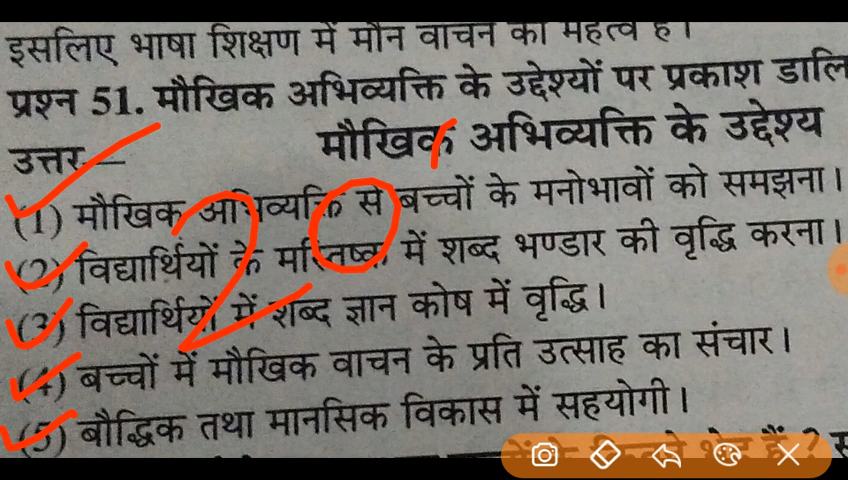 इसलिए भाषा शिक्षण में मौन वाचन का महत्व है।
प्रश्न 51. मौखिक अभिव्यक्ति के उद्देश्यों पर प्रकाश डालि
उत्तर— मौखिक अभिव्यक्ति के उद्देश्य
(1) मौखिक अभिव्यक्ति से बच्चों के मनोभावों को समझना।
(2) विद्यार्थियों के मस्तिष्क में शब्द भण्डार की वृद्धि करना।
(3) विद्यार्थियों में शब्द ज्ञान कोष में वृद्धि।
(4) बच्चों में मौखिक वाचन के प्रति उत्साह का संचार।
(5) बौद्धिक तथा मानसिक विकास में सहयोगी।